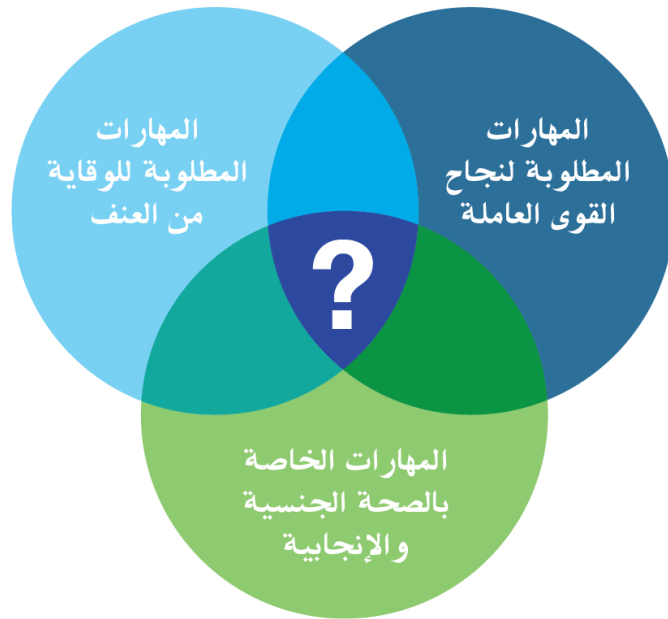 المهارات
المطلوبة لنجاح
القوى العاملة
المهارات
المطلوبة للوقاية
من العنف
?
المهارات الخاصة
بالصحة الجنسية
والإنجابية